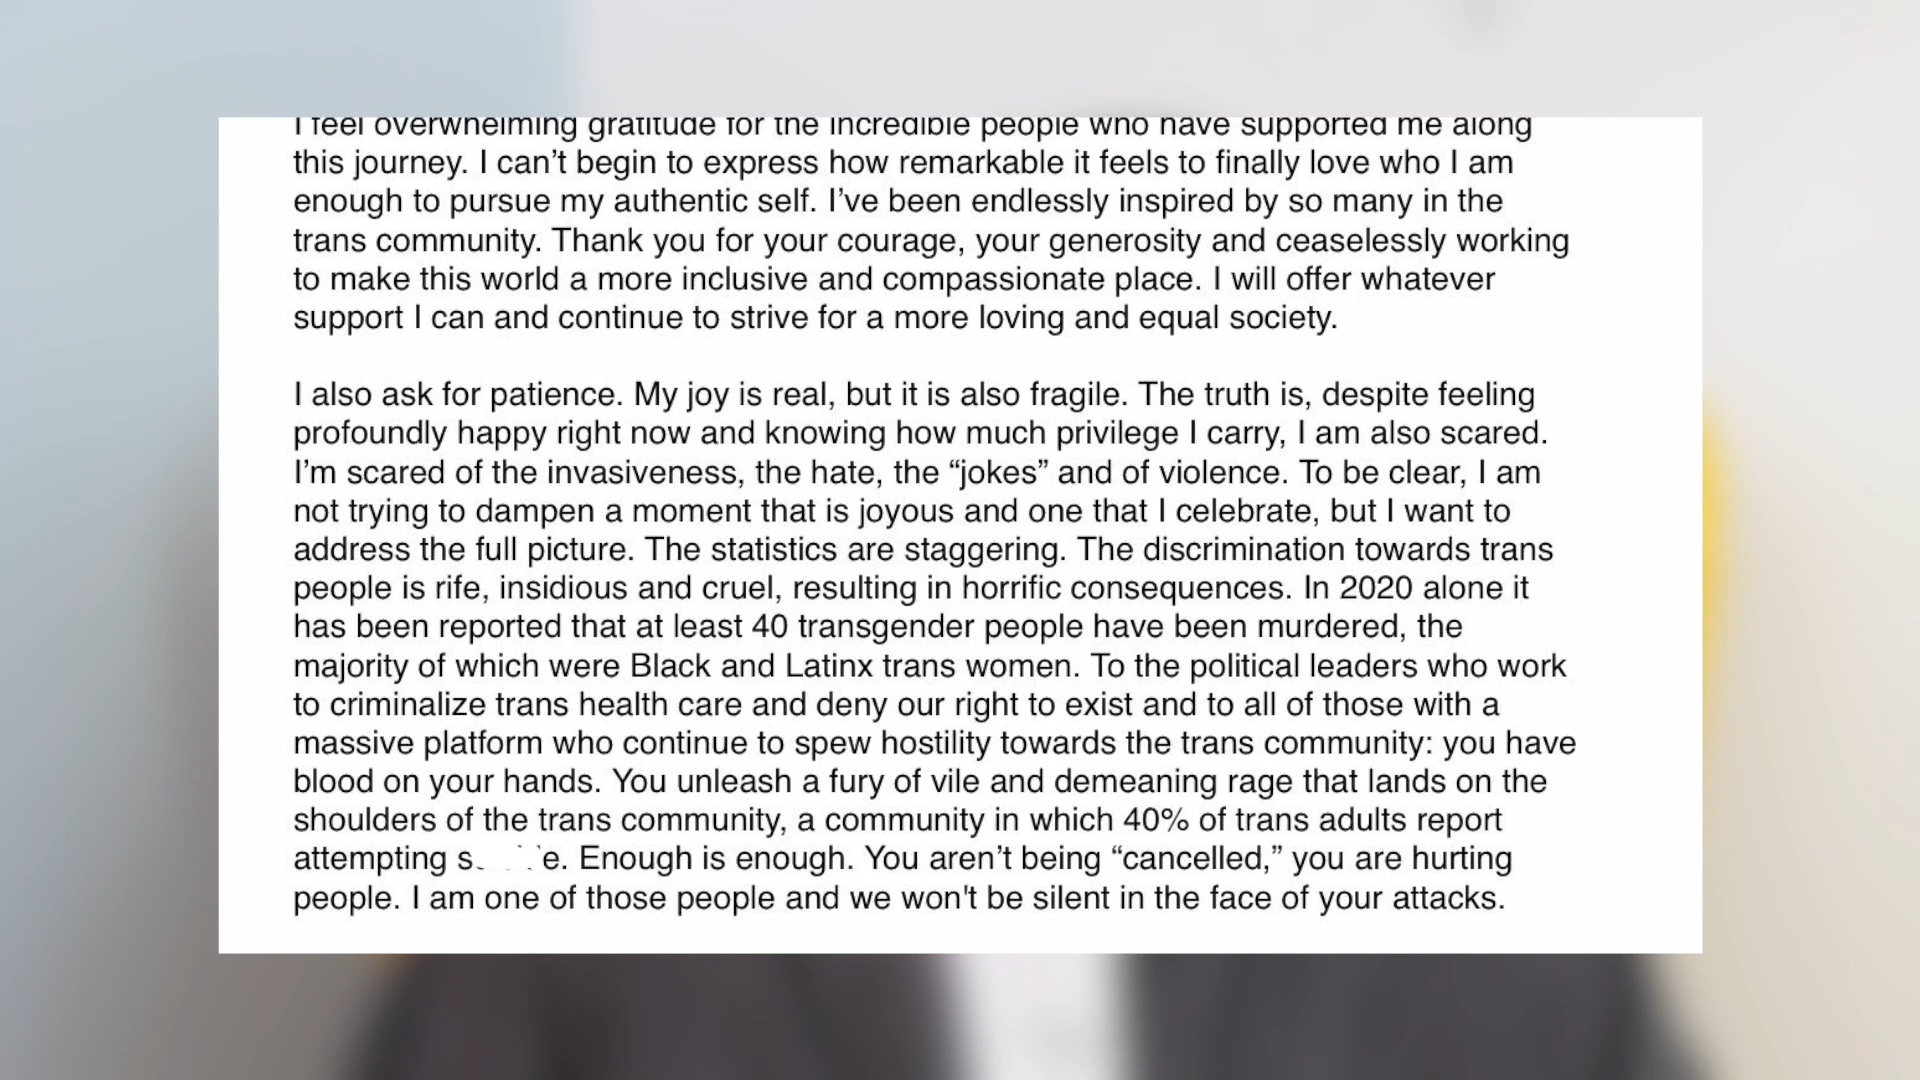 I feel overwhelming gratitude for the incredible people who have supported me along
this journey. I can’t begin to express how remarkable it feels to finally love who I am
enough to pursue my authentic self. I’ve been endlessly inspired by so many in the
trans community. Thank you for your courage, your generosity and ceaselessly working
to make this world a more inclusive and compassionate place. I will offer whatever
support I can and continue to strive for a more loving and equal society.
I also ask for patience. My joy is real, but it is also fragile. The truth is, despite feeling
profoundly happy right now and knowing how much privilege I carry, I am also scared.
I’m scared of the invasiveness, the hate, the “jokes” and of violence. To be clear, I am
not trying to dampen a moment that is joyous and one that I celebrate, but I want to
address the full picture. The statistics are staggering. The discrimination towards trans
people is rife, insidious and cruel, resulting in horrific consequences. In 2020 alone it
has been reported that at least 40 transgender people have been murdered, the
majority of which were Black and Latinx trans women. To the political leaders who work
to criminalize trans health care and deny our right to exist and to all of those with a
massive platform who continue to spew hostility towards the trans community: you have
blood on your hands. You unleash a fury of vile and demeaning rage that lands on the
shoulders of the trans community, a community in which 40% of trans adults report
attempting Enough is enough. You aren’t being “cancelled,” you are hurting
people. I am one of those people and we won't be silent in the face of your attacks.